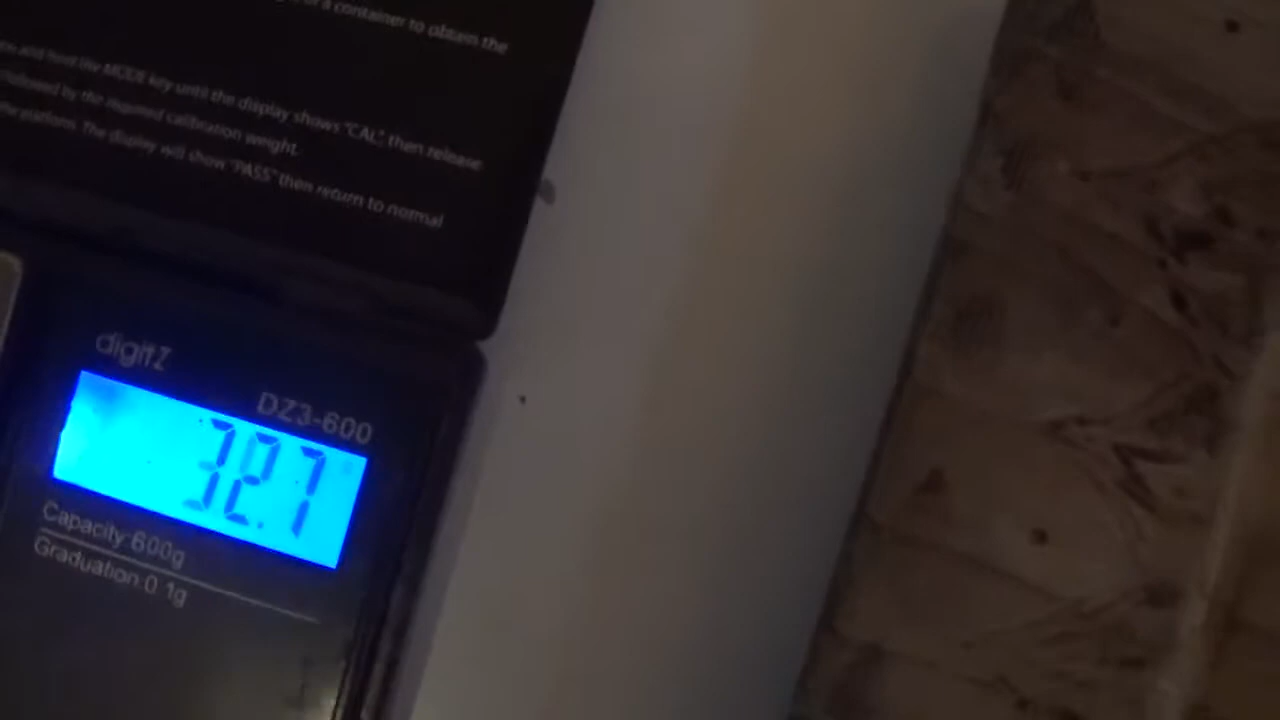 a container to obtain the
and hold the MODE key until the display shows "CAL", then release
followed by the required calibration weight.
the platform. The display will show "PASS" then return to normal
digitZ
DZ3-600
32.7
Capacity 600g
Graduation 0.1g